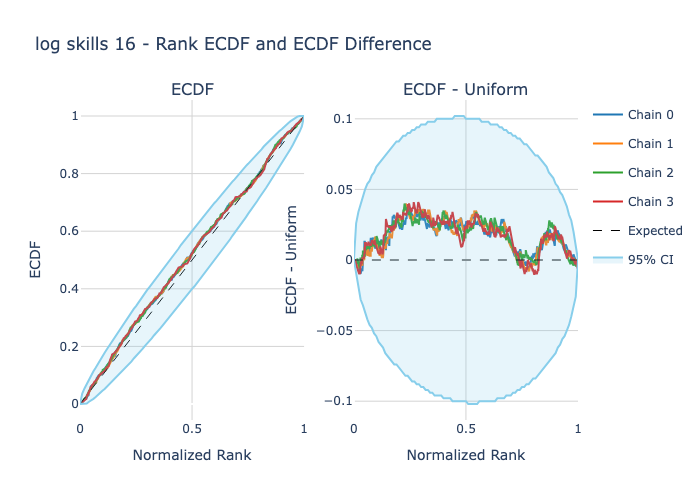 log skills 16 - Rank ECDF and ECDF Difference
ECDF
ECDF - Uniform
ECDF
1
0.8
0.6
0.4
0.2
0
0
0.5
1
Normalized Rank
ECDF - Uniform
0.1
0.05
0
−0.05
−0.1
0
0.5
1
Normalized Rank
Chain 0
Chain 1
Chain 2
Chain 3
Expected
95% CI